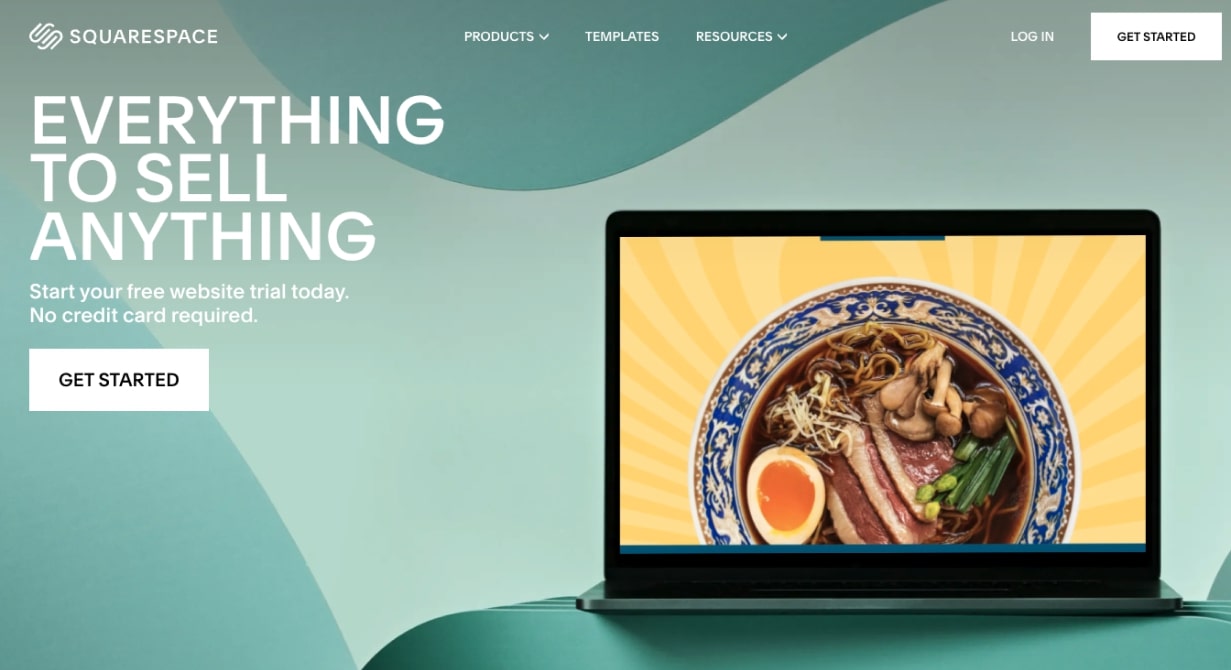 SQUARESPACE
PRODUCTS
TEMPLATES
RESOURCES
LOG IN
GET STARTED
EVERYTHING
TO SELL
ANYTHING
Start your free website trial today.
No credit card required.
GET STARTED